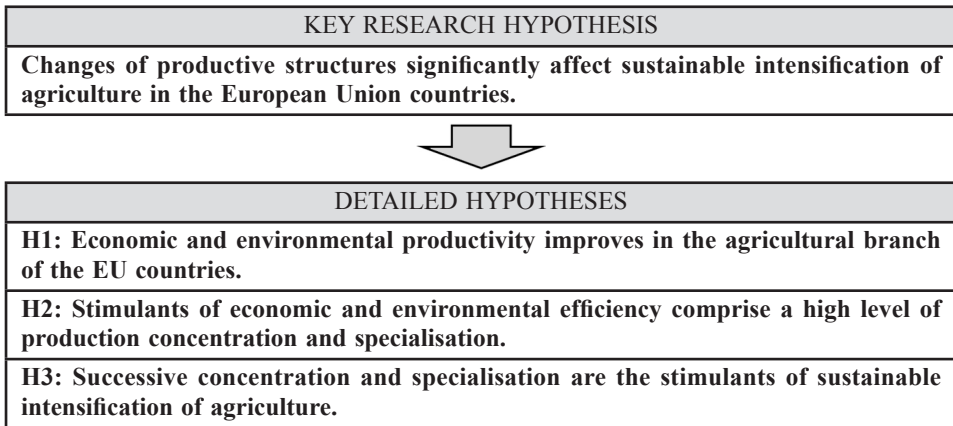 KEY RESEARCH HYPOTHESIS
Changes of productive structures significantly affect sustainable intensification of
agriculture in the European Union countries.
DETAILED HYPOTHESES
H1: Economic and environmental productivity improves in the agricultural branch
of the EU countries.
H2: Stimulants of economic and environmental efficiency comprise a high level of
production concentration and specialisation.
H3: Successive concentration and specialisation are the stimulants of sustainable
intensification of agriculture.